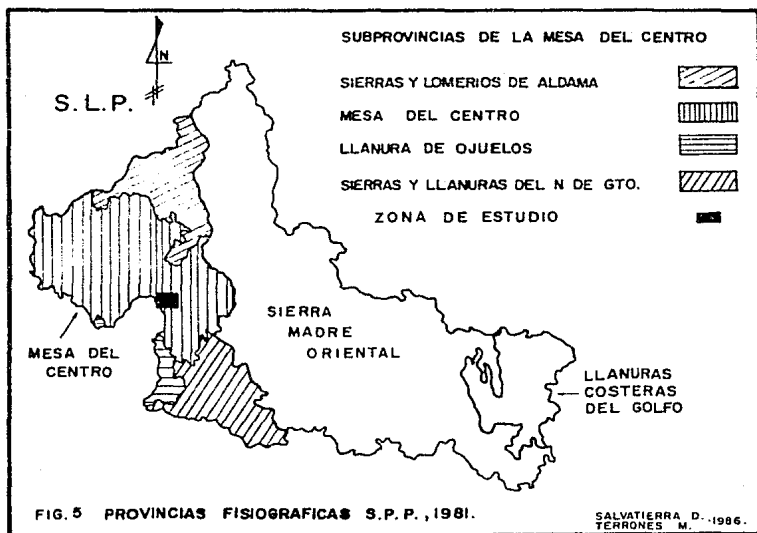 N
S.L.P.
SUBPROVINCIAS DE LA MESA DEL CENTRO
SIERRAS Y LOMERIOS DE ALDAMA
MESA DEL CENTRO
LLANURA DE OJUELOS
SIERRAS Y LLANURAS DEL N DE GTO.
ZONA DE ESTUDIO
MESA DEL
CENTRO
SIERRA
MADRE
ORIENTAL
LLANURAS
COSTERAS
DEL GOLFO
FIG. 5 PROVINCIAS FISIOGRAFICAS S.P.P., 1981.
SALVATIERRA D.
TERRONES M. -1986.